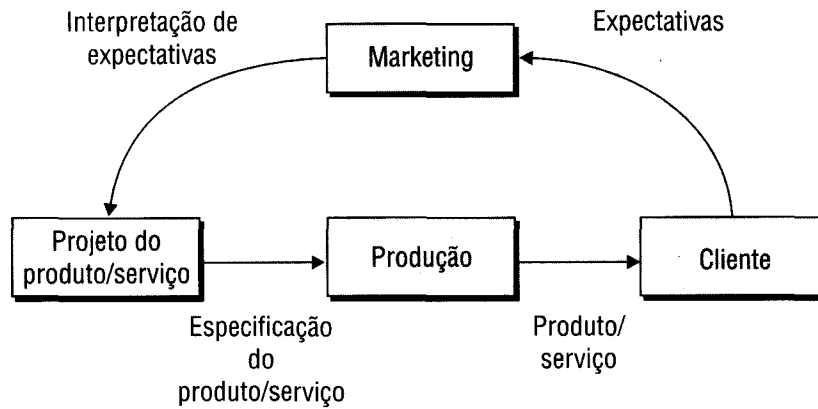 Interpretação de
expectativas
Marketing
Expectativas
Projeto do
produto/serviço
Produção
Cliente
Especificação
do
produto/serviço
Produto/
serviço